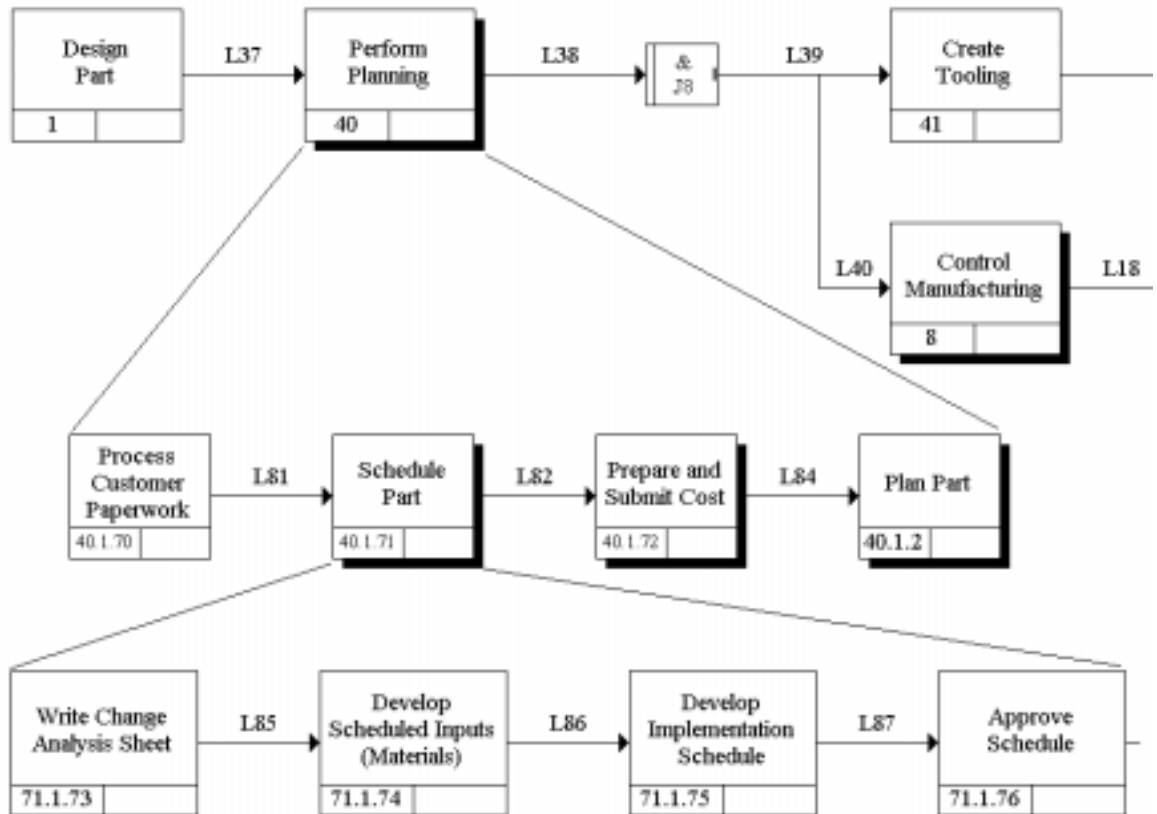 Design
Part
1
L37
Perform
Planning
40
L38
&
J8
L39
Create
Tooling
41
L40
Control
Manufacturing
8
L18
Process
Customer
Paperwork
40.1.70
L81
Schedule
Part
40.1.71
L82
Prepare and
Submit Cost
40.1.72
L84
Plan Part
40.1.2
Write Change
Analysis Sheet
71.1.73
L85
Develop
Scheduled Inputs
(Materials)
71.1.74
L86
Develop
Implementation
Schedule
71.1.75
L87
Approve
Schedule
71.1.76